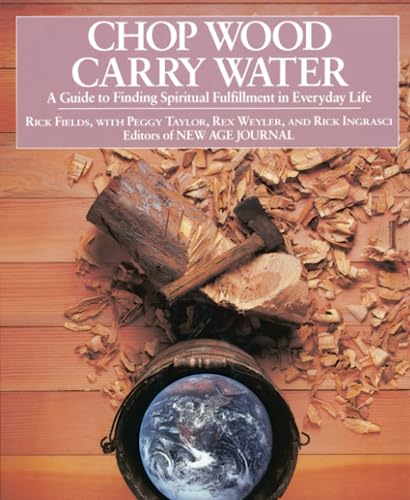 CHOP WOOD
CARRY WATER
A Guide to Finding Spiritual Fulfillment in Everyday Life
RICK FIELDS, WITH PEGGY TAYLOR, REX WEYLER, AND RICK INGRASCI
Editors of NEW AGE JOURNAL